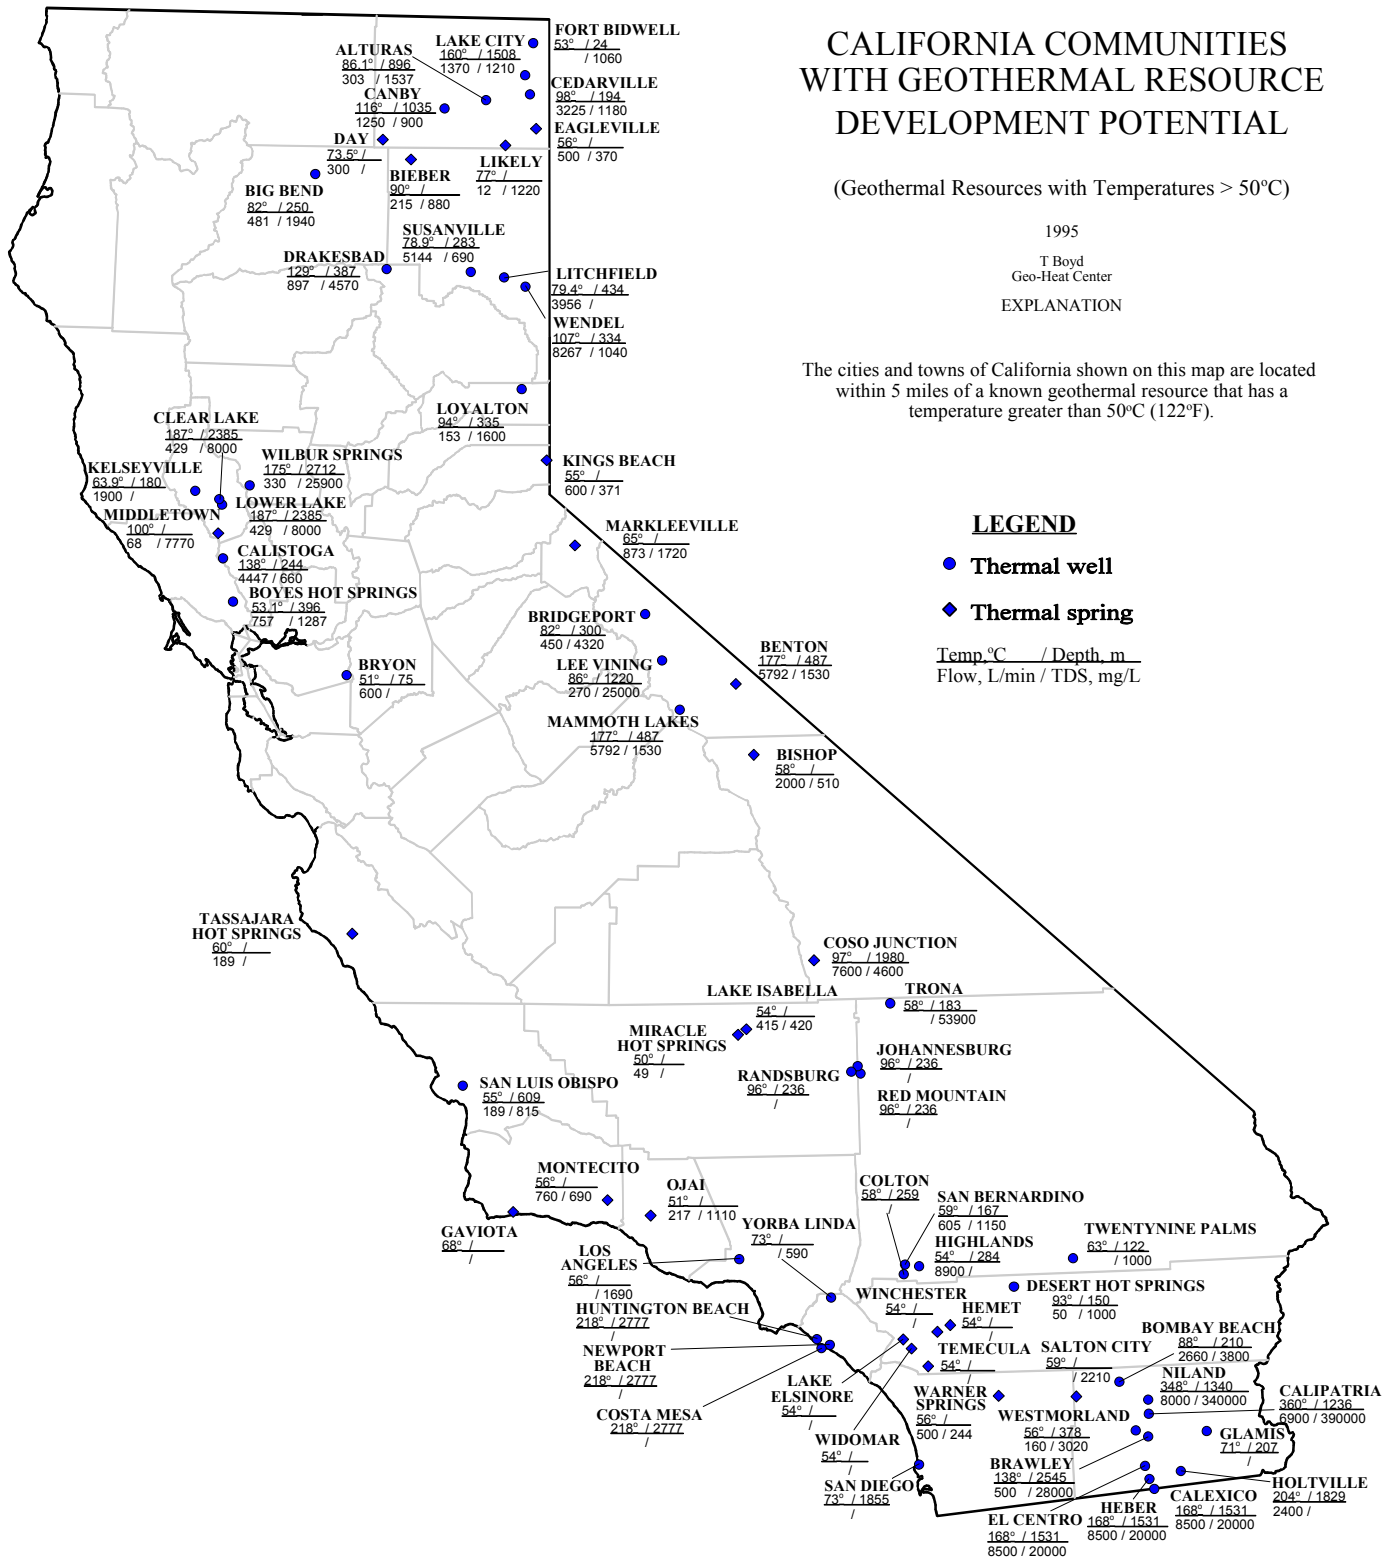 CALIFORNIA COMMUNITIES
WITH GEOTHERMAL RESOURCE
DEVELOPMENT POTENTIAL
(Geothermal Resources with Temperatures > 50°C)
1995
T Boyd
Geo-Heat Center
EXPLANATION
The cities and towns of California shown on this map are located
within 5 miles of a known geothermal resource that has a
temperature greater than 50°C (122°F).
LEGEND
Thermal well
Thermal spring
Temp,°C / Depth, m
Flow, L/min / TDS, mg/L
FORT BIDWELL
53° / 24
/ 1060
LAKE CITY
160° / 1508
1370 / 1210
ALTURAS
86.1° / 896
303 / 1537
CEDARVILLE
98° / 194
3225 / 1180
CANBY
116° / 1035
1250 / 900
EAGLEVILLE
56° /
500 / 370
DAY
73.5° /
300 /
LIKELY
77° /
12 / 1220
BIEBER
90° /
215 / 880
BIG BEND
82° / 250
481 / 1940
SUSANVILLE
78.9° / 283
5144 / 690
DRAKESBAD
129° / 387
897 / 4570
LITCHFIELD
79.4° / 434
3956 /
WENDEL
107° / 334
8267 / 1040
LOYALTON
94° / 335
153 / 1600
CLEAR LAKE
187° / 2385
429 / 8000
WILBUR SPRINGS
175° / 2712
330 / 25900
KINGS BEACH
55° /
600 / 371
KELSEYVILLE
63.9° / 180
1900 /
LOWER LAKE
187° / 2385
429 / 8000
MIDDLETOWN
100° /
68 / 7770
MARKLEEVILLE
65° /
873 / 1720
CALISTOGA
138° / 244
4447 / 660
BOYES HOT SPRINGS
53.1° / 396
757 / 1287
BRIDGEPORT
82° / 300
450 / 4320
BENTON
177° / 487
5792 / 1530
BRYON
51° / 75
600 /
LEE VINING
86° / 1220
270 / 25000
MAMMOTH LAKES
177° / 487
5792 / 1530
BISHOP
58° /
2000 / 510
TASSAJARA
HOT SPRINGS
60° /
189 /
COSO JUNCTION
97° / 1980
7600 / 4600
LAKE ISABELLA
54° /
415 / 420
TRONA
58° / 183
/ 53900
MIRACLE
HOT SPRINGS
50° /
49 /
JOHANNESBURG
96° / 236
/
RANDSBURG
96° / 236
/
RED MOUNTAIN
96° / 236
/
SAN LUIS OBISPO
55° / 609
189 / 815
MONTECITO
56° /
760 / 690
OJAI
51° /
217 / 1110
COLTON
58° / 259
SAN BERNARDINO
59° / 167
605 / 1150
GAVIOTA
68° /
/
YORBA LINDA
73° /
/ 590
HIGHLANDS
54° / 284
8900 /
TWENTYNINE PALMS
63° / 122
/ 1000
LOS
ANGELES
56° /
/ 1690
DESERT HOT SPRINGS
93° / 150
50 / 1000
WINCHESTER
54° /
/
HEMET
54° /
/
HUNTINGTON BEACH
218° / 2777
/
BOMBAY BEACH
88° / 210
2660 / 3800
NEWPORT
BEACH
218° / 2777
/
TEMECULA
54° /
/
SALTON CITY
59° /
/ 2210
NILAND
348° / 1340
8000 / 340000
LAKE
ELSINORE
54° /
/
WARNER
SPRINGS
56° /
500 / 244
CALIPATRIA
360° / 1236
6900 / 390000
COSTA MESA
218° / 2777
/
WESTMORLAND
56° / 378
160 / 3020
GLAMIS
71° / 207
/
WIDOMAR
54° /
/
BRAWLEY
138° / 2545
500 / 28000
SAN DIEGO
73° / 1855
/
HOLTVILLE
204° / 1829
2400 /
EL CENTRO
168° / 1531
8500 / 20000
HEBER
168° / 1531
8500 / 20000
CALEXICO
168° / 1531
8500 / 20000